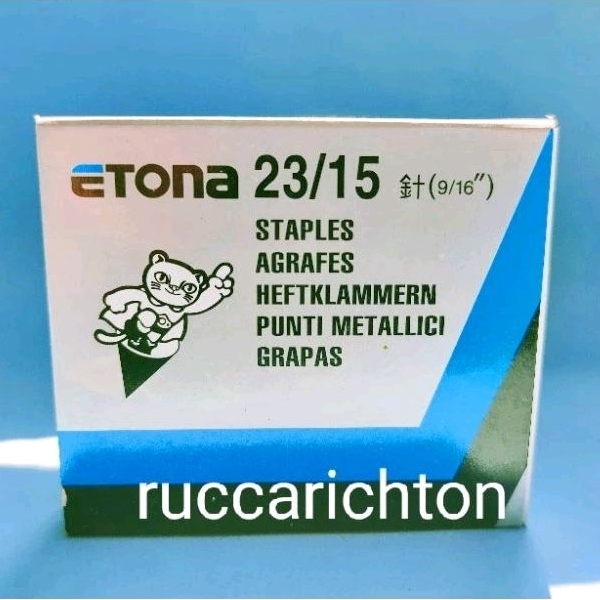 ETONA 23/15 針(9/16")
STAPLES
AGRAFES
HEFTKLAMMERN
PUNTI METALLICI
GRAPAS
ruccarichton